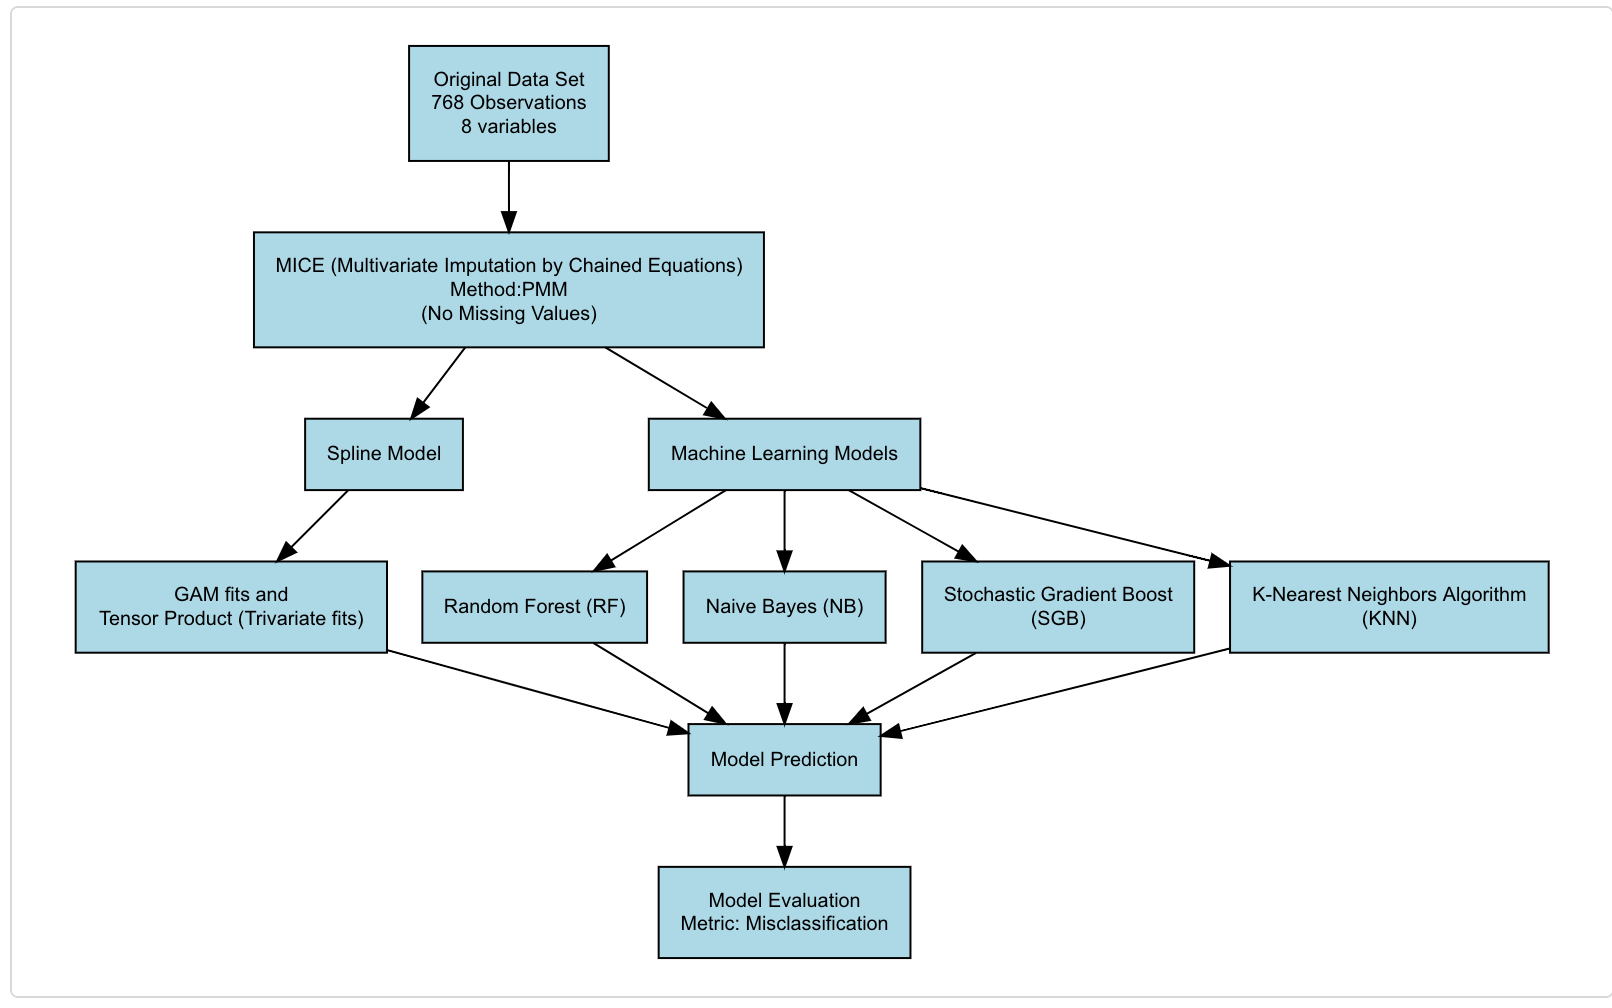 Original Data Set
768 Observations
8 variables
MICE (Multivariate Imputation by Chained Equations)
Method:PMM
(No Missing Values)
Spline Model
Machine Learning Models
GAM fits and
Tensor Product (Trivariate fits)
Random Forest (RF)
Naive Bayes (NB)
Stochastic Gradient Boost
(SGB)
K-Nearest Neighbors Algorithm
(KNN)
Model Prediction
Model Evaluation
Metric: Misclassification